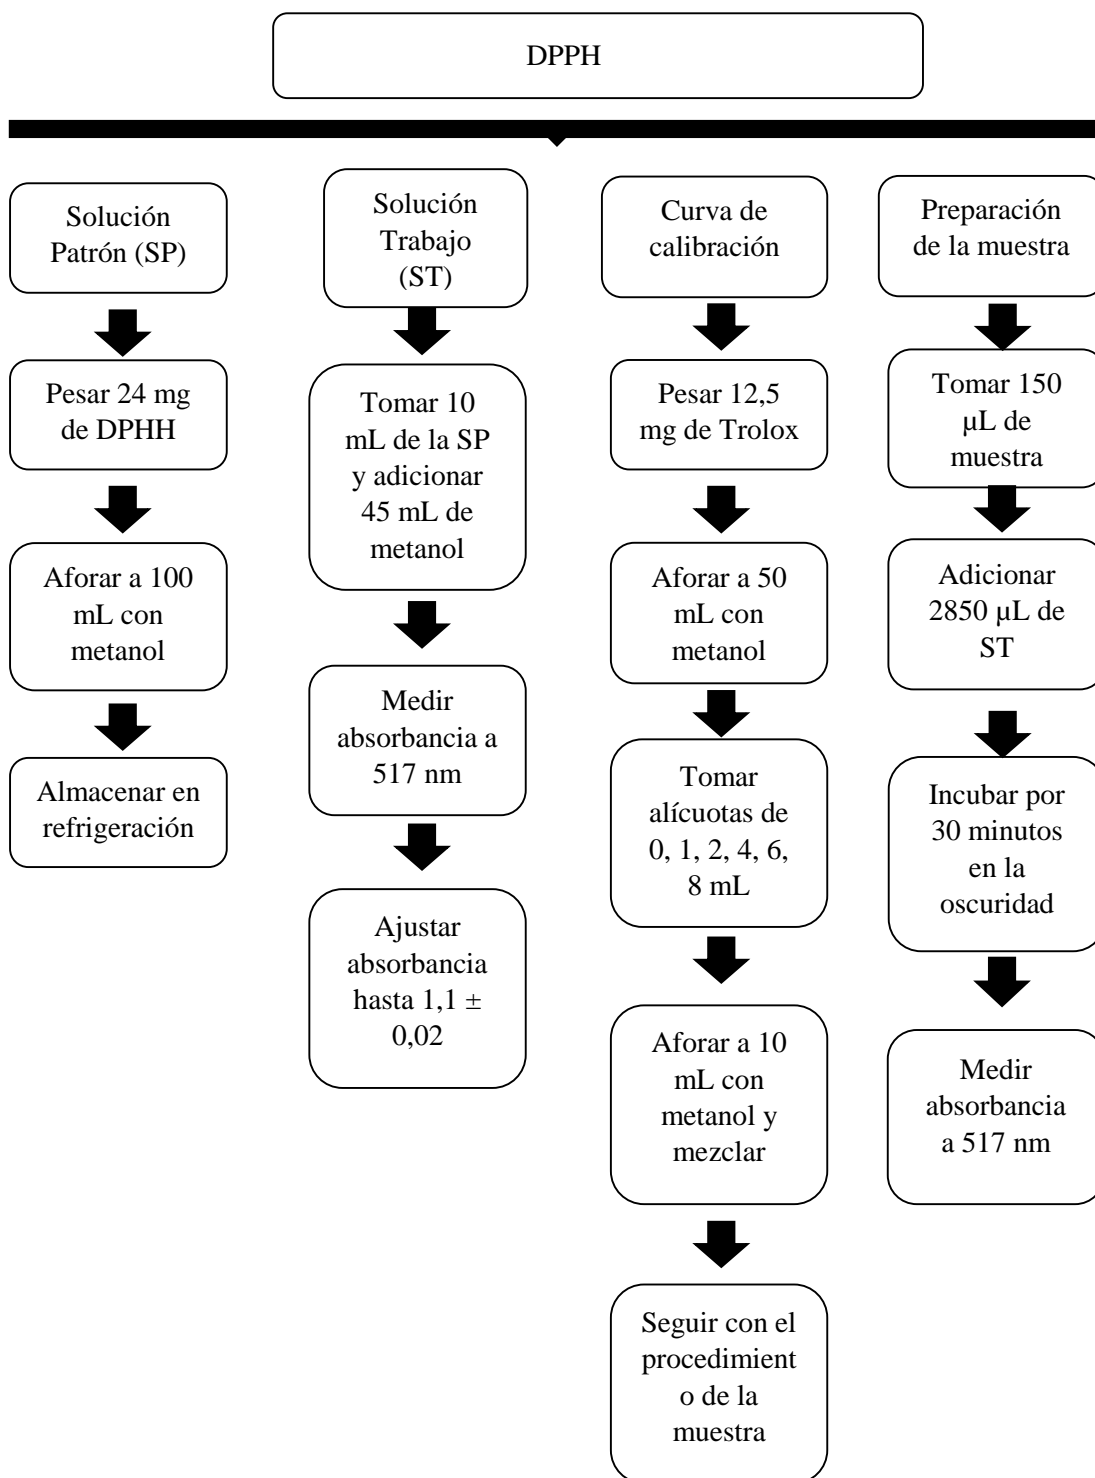 DPPH
Solución
Patrón (SP)
Pesar 24 mg
de DPHH
Aforar a 100
mL con
metanol
Almacenar en
refrigeración
Solución
Trabajo
(ST)
Tomar 10
mL de la SP
y adicionar
45 mL de
metanol
Medir
absorbancia a
517 nm
Ajustar
absorbancia
hasta 1,1 ±
0,02
Curva de
calibración
Pesar 12,5
mg de Trolox
Aforar a 50
mL con
metanol
Tomar
alícuotas de
0, 1, 2, 4, 6,
8 mL
Aforar a 10
mL con
metanol y
mezclar
Seguir con el
procedimient
o de la
muestra
Preparación
de la muestra
Tomar 150
µL de
muestra
Adicionar
2850 µL de
ST
Incubar por
30 minutos
en la
oscuridad
Medir
absorbancia
a 517 nm